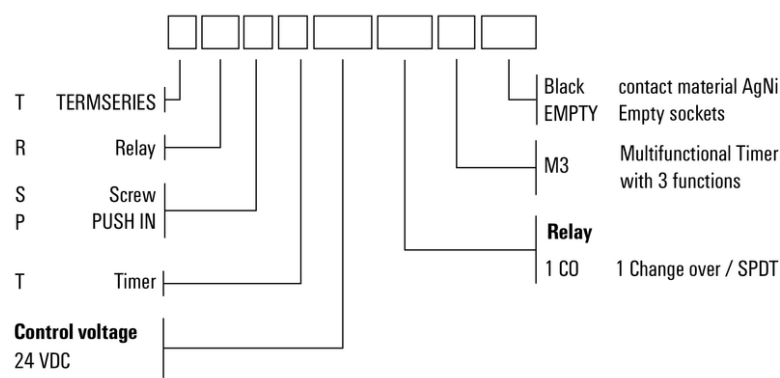 T TERMSERIES
R Relay
S Screw
P PUSH IN
T Timer
Control voltage
24 VDC
Black contact material AgNi
EMPTY Empty sockets
M3 Multifunctional Timer
with 3 functions
Relay
1 CO 1 Change over / SPDT